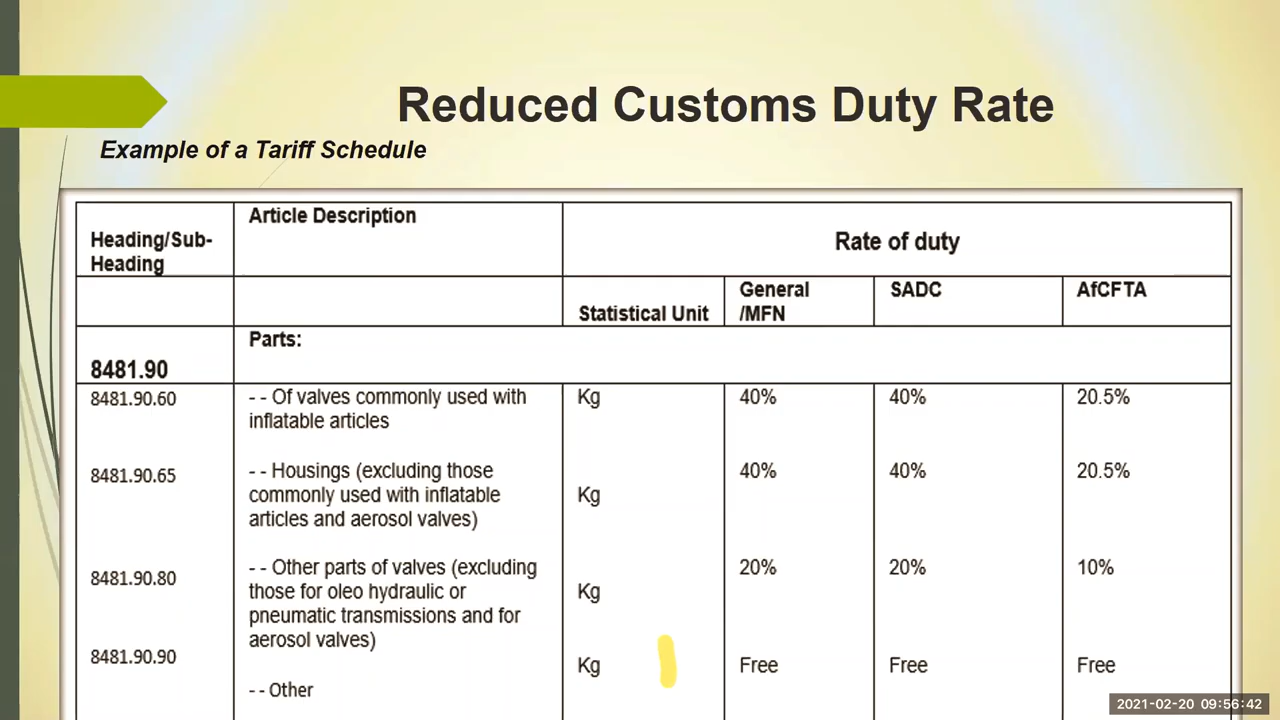 Reduced Customs Duty Rate
Example of a Tariff Schedule
Heading/Sub-
Heading
Article Description
Rate of duty
Statistical Unit
General
/MFN
SADC
AfCFTA
8481.90
Parts:
8481.90.60
- - Of valves commonly used with
inflatable articles
Kg
40%
40%
20.5%
8481.90.65
- - Housings (excluding those
commonly used with inflatable
articles and aerosol valves)
Kg
40%
40%
20.5%
8481.90.80
- - Other parts of valves (excluding
those for oleo hydraulic or
pneumatic transmissions and for
aerosol valves)
Kg
20%
20%
10%
8481.90.90
- - Other
Kg
Free
Free
Free
2021-02-20 09:56:42